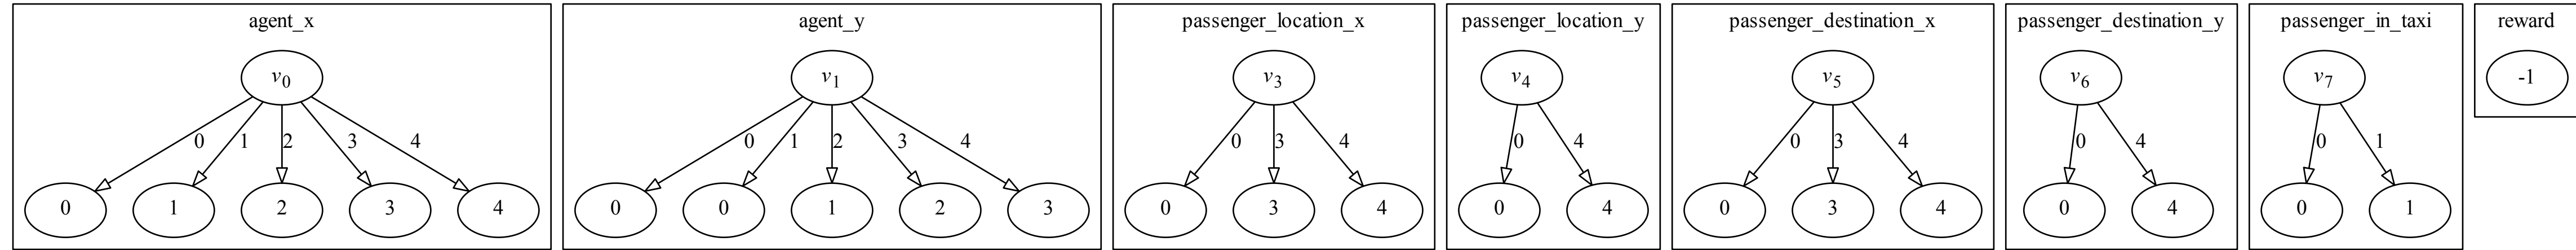 agent_x agent_y passenger_location_x passenger_location_y passenger_destination_x passenger_destination_y passenger_in_taxi reward
v0 v1 v3 v4 v5 v6 v7 -1
0 1 2 3 4 0 1 2 3 4 0 3 4 0 4 0 3 4 0 4 0 1
0 1 2 3 4 0 0 1 2 3 0 3 4 0 4 0 3 4 0 4 0 1